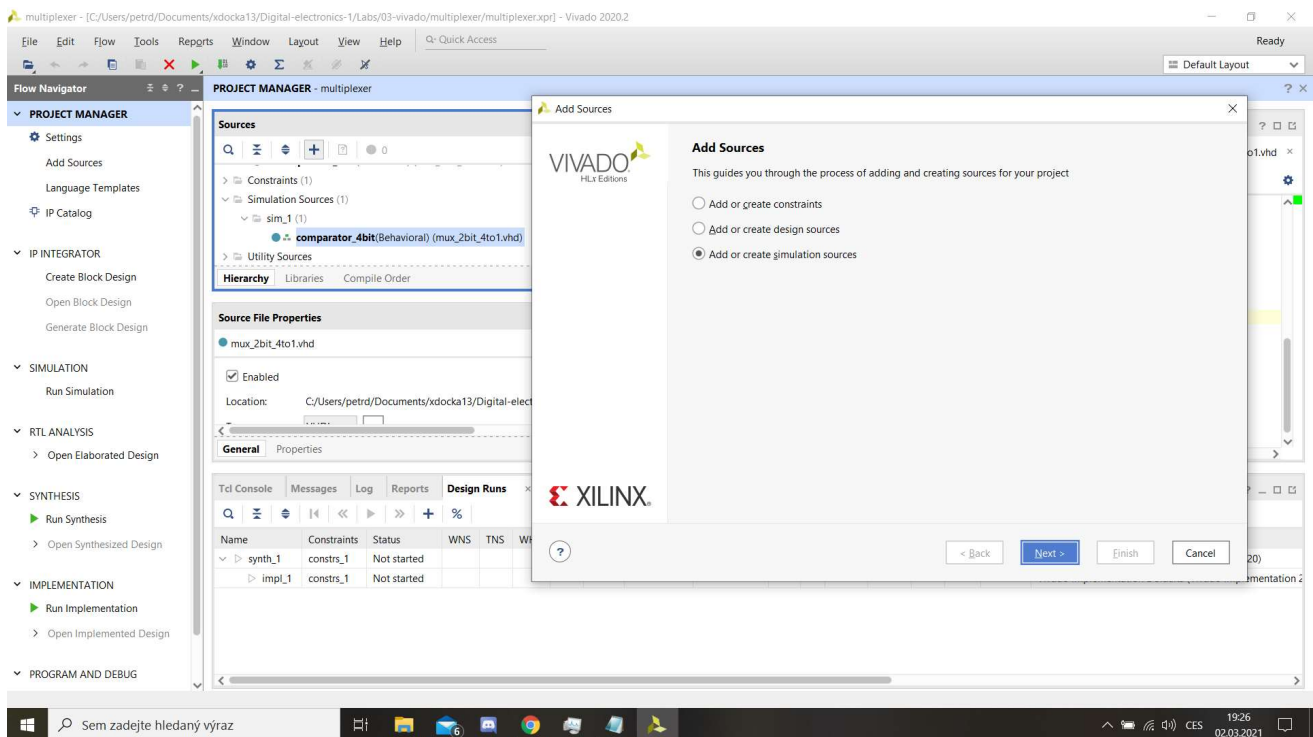 multiplexer - [C:/Users/petrd/Documents/xdocka13/Digital-electronics-1/Labs/03-vivado/multiplexer/multiplexer.xpr] - Vivado 2020.2
File Edit Flow Tools Reports Window Layout View Help Q- Quick Access Ready
Default Layout
Flow Navigator
PROJECT MANAGER
Settings
Add Sources
Language Templates
IP Catalog
IP INTEGRATOR
Create Block Design
Open Block Design
Generate Block Design
SIMULATION
Run Simulation
RTL ANALYSIS
Open Elaborated Design
SYNTHESIS
Run Synthesis
Open Synthesized Design
IMPLEMENTATION
Run Implementation
Open Implemented Design
PROGRAM AND DEBUG
PROJECT MANAGER - multiplexer
Sources
0
Constraints (1)
Simulation Sources (1)
sim_1 (1)
comparator_4bit(Behavioral) (mux_2bit_4to1.vhd)
Utility Sources
Hierarchy Libraries Compile Order
Source File Properties
mux_2bit_4to1.vhd
Enabled
Location: C:/Users/petrd/Documents/xdocka13/Digital-elect
General Properties
Tcl Console Messages Log Reports Design Runs
Name Constraints Status WNS TNS
synth_1 constrs_1 Not started
impl_1 constrs_1 Not started
Add Sources
VIVADO
HLx Editions
Add Sources
This guides you through the process of adding and creating sources for your project
Add or create constraints
Add or create design sources
Add or create simulation sources
XILINX
? < Back Next > Finish Cancel
o1.vhd
20)
Sem zadejte hledaný výraz
6
CES
19:26
02.03.2021